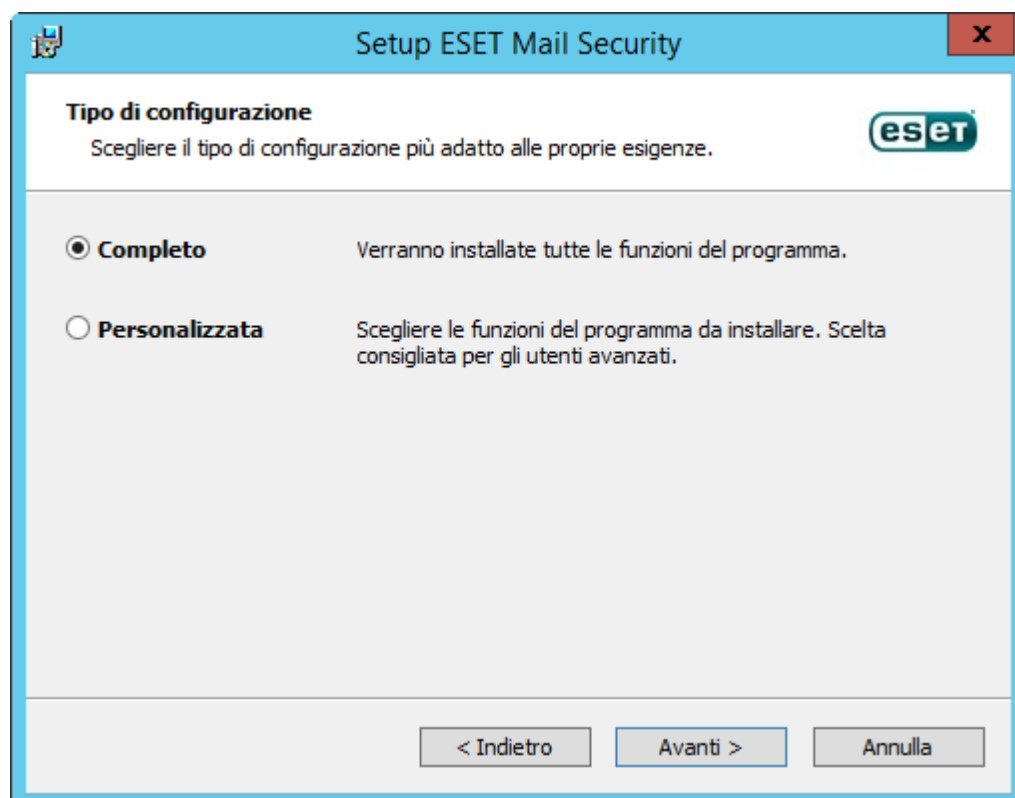 Setup ESET Mail Security
x
Tipo di configurazione
Scegliere il tipo di configurazione più adatto alle proprie esigenze.
eseT
Completo
Verranno installate tutte le funzioni del programma.
Personalizzata
Scegliere le funzioni del programma da installare. Scelta
consigliata per gli utenti avanzati.
< Indietro
Avanti >
Annulla